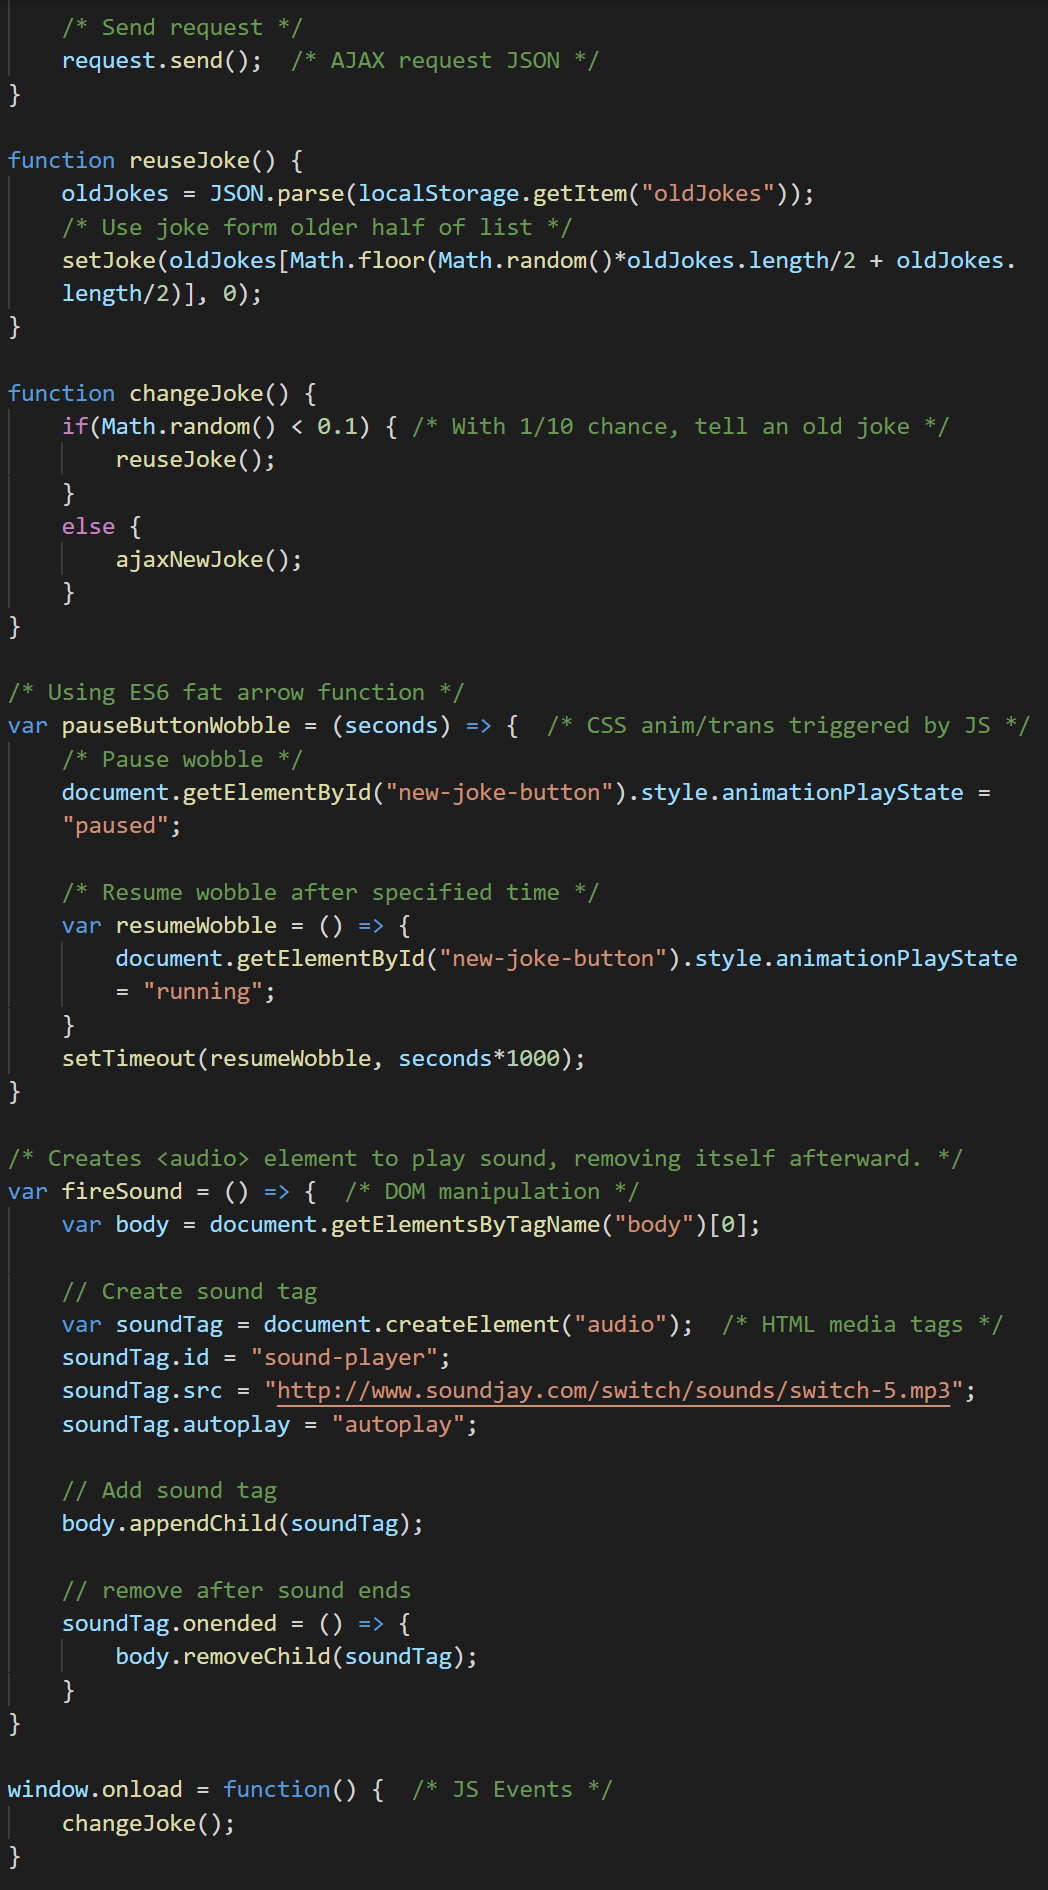 /* Send request */
    request.send();  /* AJAX request JSON */
}

function reuseJoke() {
    oldJokes = JSON.parse(localStorage.getItem("oldJokes"));
    /* Use joke form older half of list */
    setJoke(oldJokes[Math.floor(Math.random()*oldJokes.length/2 + oldJokes.
    length/2)], 0);
}

function changeJoke() {
    if(Math.random() < 0.1) { /* With 1/10 chance, tell an old joke */
        reuseJoke();
    }
    else {
        ajaxNewJoke();
    }
}

/* Using ES6 fat arrow function */
var pauseButtonWobble = (seconds) => {  /* CSS anim/trans triggered by JS */
    /* Pause wobble */
    document.getElementById("new-joke-button").style.animationPlayState =
    "paused";

    /* Resume wobble after specified time */
    var resumeWobble = () => {
        document.getElementById("new-joke-button").style.animationPlayState
        = "running";
    }
    setTimeout(resumeWobble, seconds*1000);
}

/* Creates <audio> element to play sound, removing itself afterward. */
var fireSound = () => {  /* DOM manipulation */
    var body = document.getElementsByTagName("body")[0];

    // Create sound tag
    var soundTag = document.createElement("audio");  /* HTML media tags */
    soundTag.id = "sound-player";
    soundTag.src = "http://www.soundjay.com/switch/sounds/switch-5.mp3";
    soundTag.autoplay = "autoplay";

    // Add sound tag
    body.appendChild(soundTag);

    // remove after sound ends
    soundTag.onended = () => {
        body.removeChild(soundTag);
    }
}

window.onload = function() {  /* JS Events */
    changeJoke();
}